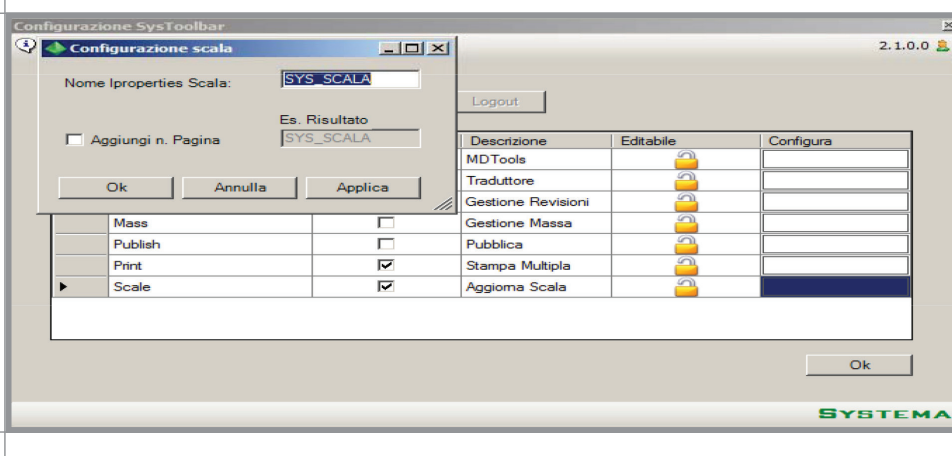 Configurazione SysToolbar
Configurazione scala
2.1.0.0
Nome Iproperties Scala: SYS_SCALA
Logout
Es. Risultato
Aggiungi n. Pagina SYS_SCALA
Descrizione Editabile Configura
MDTools
Ok Annulla Applica
Traduttore
Gestione Revisioni
Mass Gestione Massa
Publish Pubblica
Print Stampa Multipla
Scale Aggiorna Scala
Ok
SYSTEMA